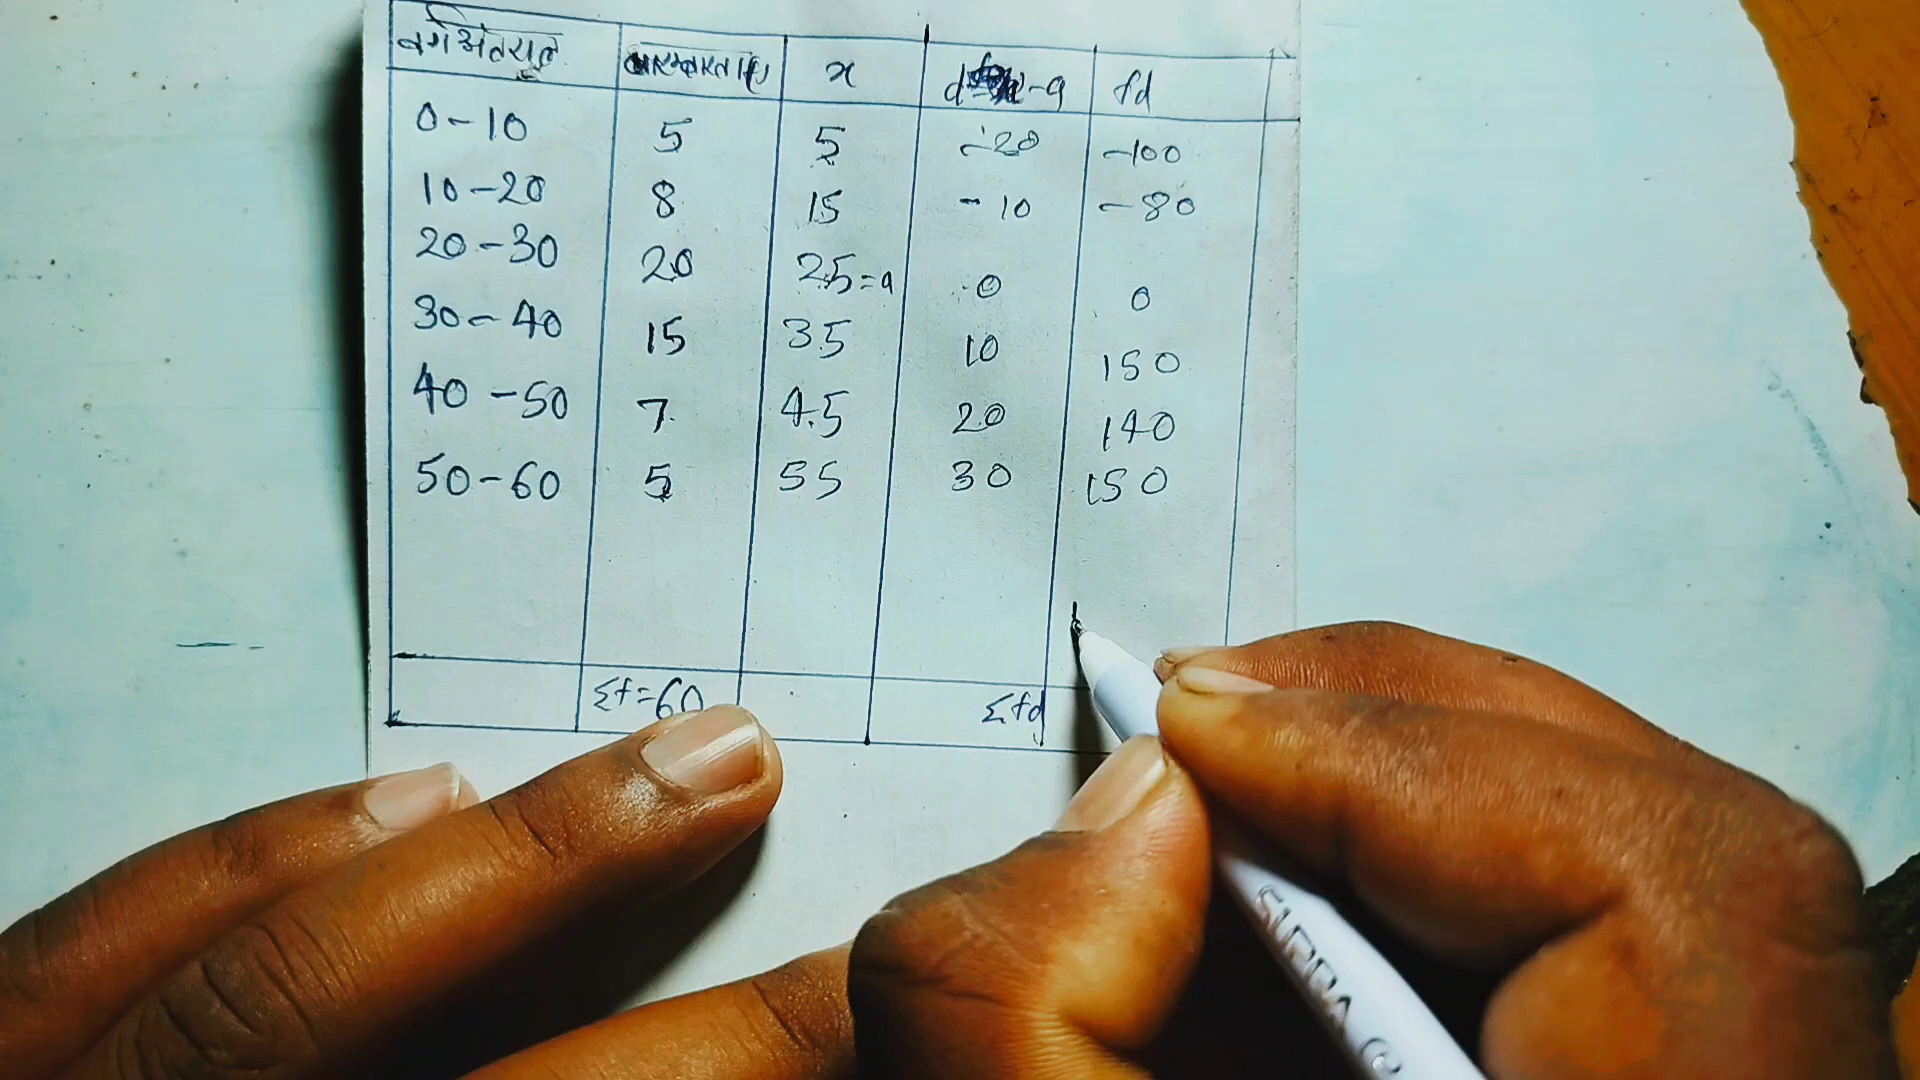 वर्ग अंतराल बारम्बारता (f) x d -a fd
0-10 5 5 -20 -100
10-20 8 15 -10 -80
20-30 20 25=a 0 0
30-40 15 35 10 150
40-50 7 45 20 140
50-60 5 55 30 150
Σf=60 Σfd